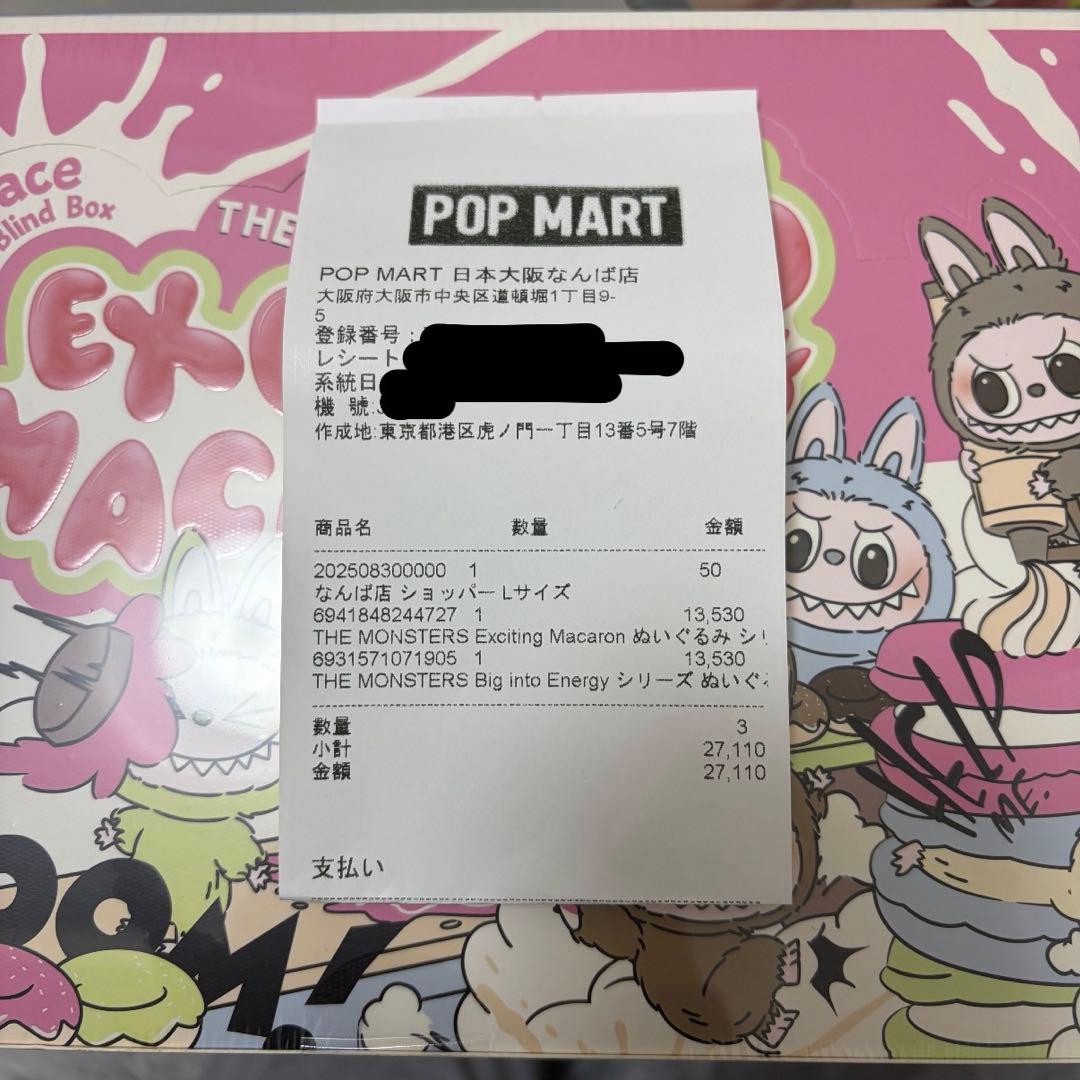 ace
Blind Box
THE
EXC
MAC
POP MART
POP MART 日本大阪なんば店
大阪府大阪市中央区道頓堀1丁目9-
5
登録番号:
レシート
系統日
機 號:
作成地:東京都港区虎ノ門一丁目13番5号7階
商品名 数量 金額
202508300000 1 50
なんば店 ショッパー Lサイズ
6941848244727 1 13,530
THE MONSTERS Exciting Macaron ぬいぐるみ シリ
6931571071905 1 13,530
THE MONSTERS Big into Energy シリーズ ぬいぐ
數量 3
小計 27,110
金額 27,110
支払い
OOM!